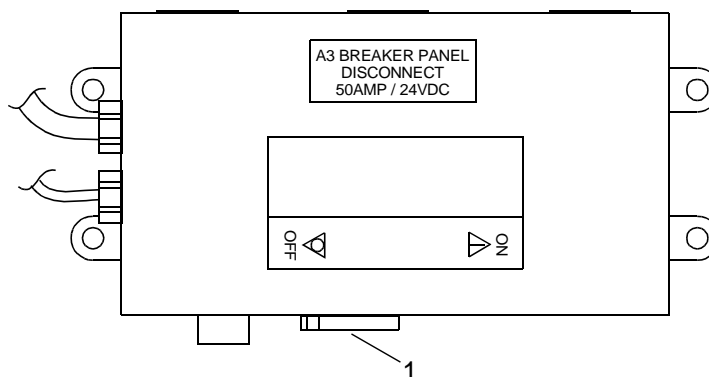 A3 BREAKER PANEL
DISCONNECT
50AMP / 24VDC
OFF
ON
1